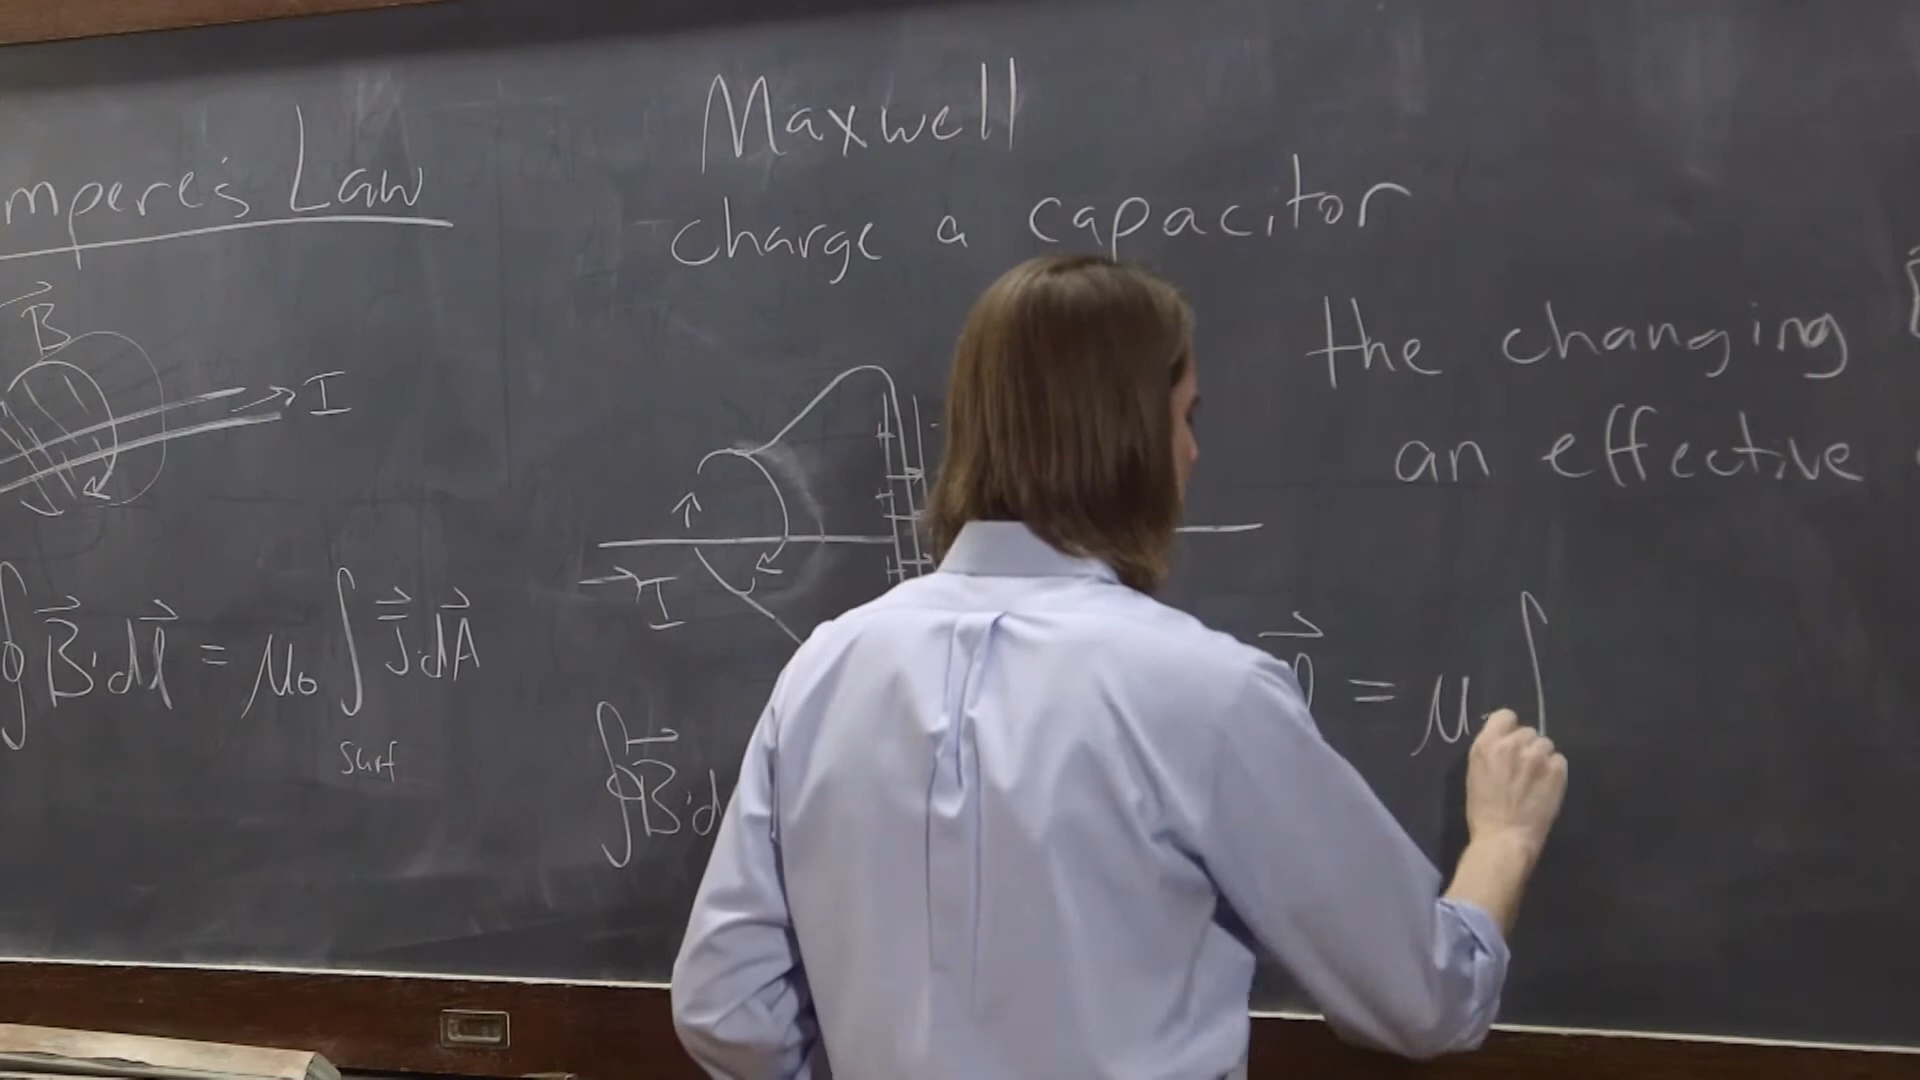 mpere's Law
B
I
∮ B⃗·dl⃗ = μ₀ ∫ J⃗·dA⃗
surf
Maxwell
charge a capacitor
I
∮ B⃗·d
the changing
an effective
l⃗ = μ ∫